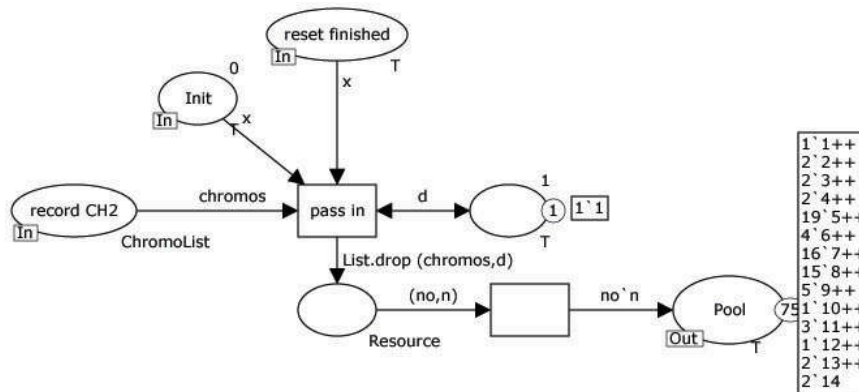 reset finished
In
T
x
0
Init
In
T
x
record CH2
In
ChromoList
chromos
pass in
d
1
1
1`1
T
List.drop (chromos,d)
Resource
(no,n)
no`n
Pool
75
Out
T
1`1++
2`2++
2`3++
2`4++
19`5++
4`6++
16`7++
15`8++
5`9++
1`10++
3`11++
1`12++
2`13++
2`14